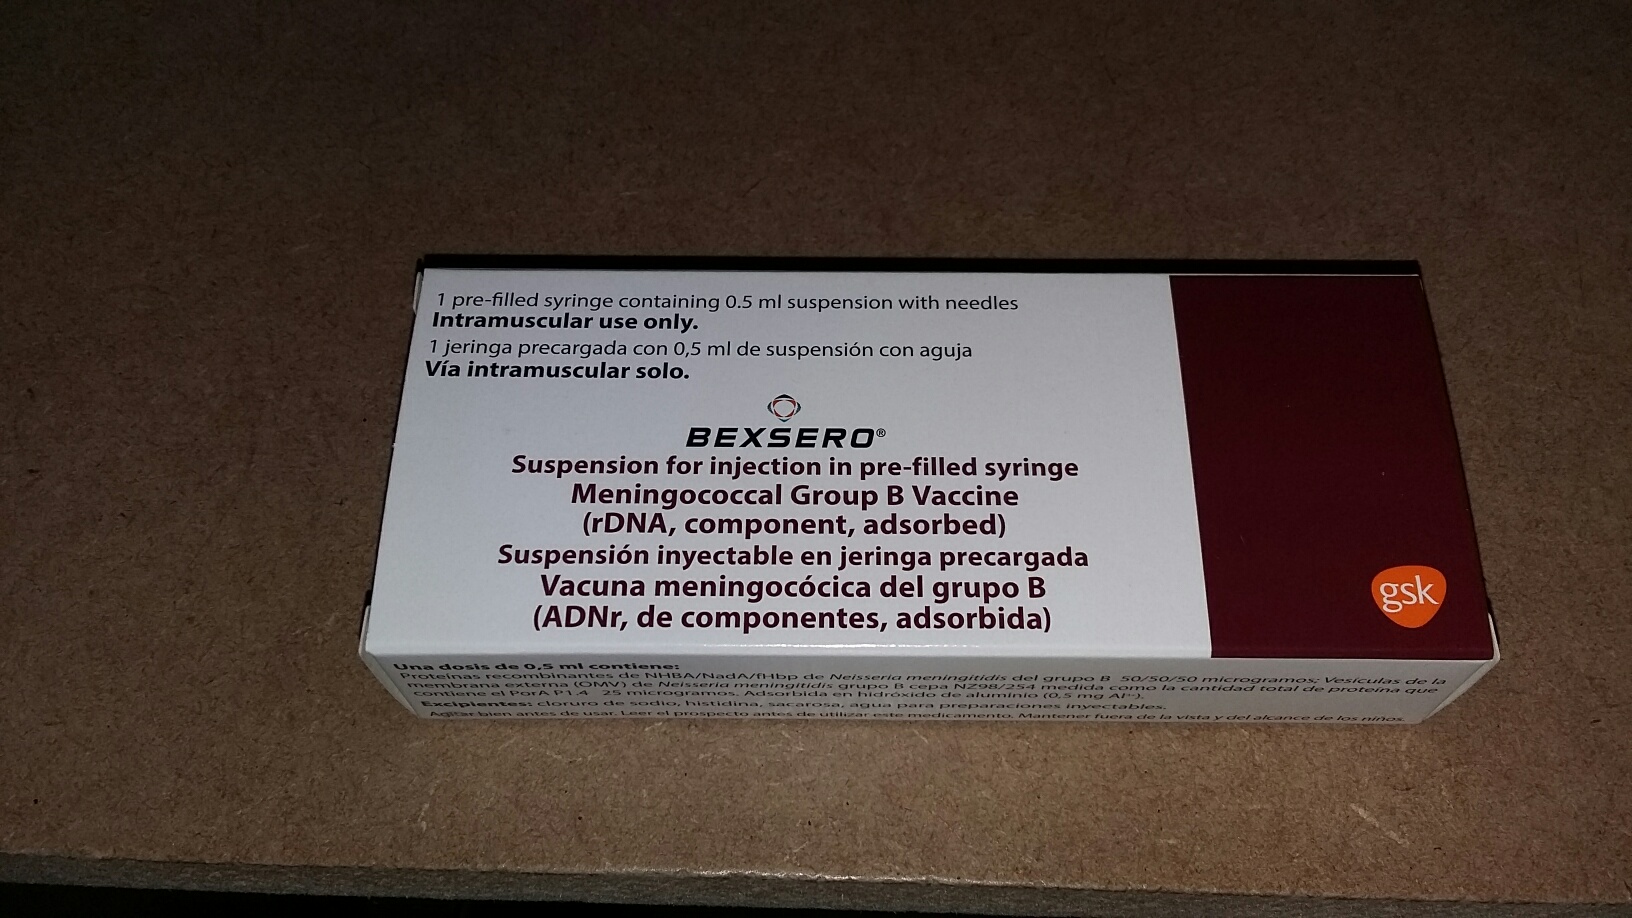 1 pre-filled syringe containing 0.5 ml suspension with needles
Intramuscular use only.
1 jeringa precargada con 0,5 ml de suspensión con aguja
Vía intramuscular solo.
BEXSERO®
Suspension for injection in pre-filled syringe
Meningococcal Group B Vaccine
(rDNA, component, adsorbed)
Suspensión inyectable en jeringa precargada
Vacuna meningocócica del grupo B
(ADNr, de componentes, adsorbida)
gsk
Una dosis de 0,5 ml contiene:
Proteínas recombinantes de NHBA/NadA/fHbp de Neisseria meningitidis del grupo B 50/50/50 microgramos; Vesículas de la
membrana externa (OMV) de Neisseria meningitidis grupo B cepa NZ98/254 medida como la cantidad total de proteína que
contiene el PorA P1.4 25 microgramos. Adsorbida en hidróxido de aluminio (0,5 mg Al³⁺).
Excipientes: cloruro de sodio, histidina, sacarosa, agua para preparaciones inyectables.
Agitar bien antes de usar. Leer el prospecto antes de utilizar este medicamento. Mantener fuera de la vista y del alcance de los niños.